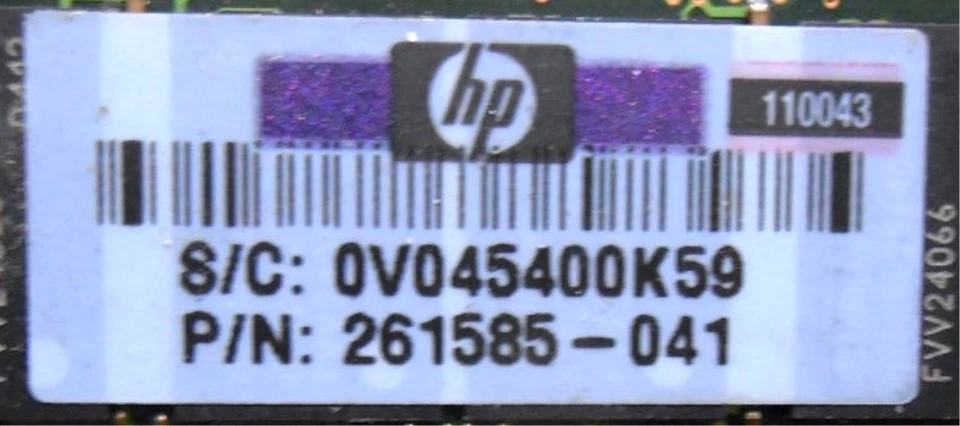 hp
110043
S/C: 0V045400K59
P/N: 261585-041
FVV24066